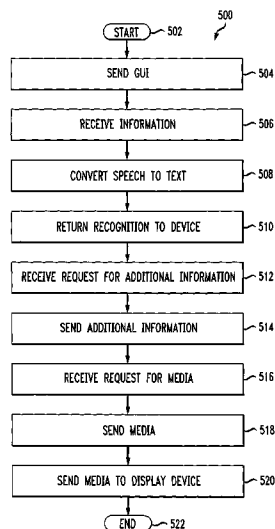 500
START 502
SEND GUI 504
RECEIVE INFORMATION 506
CONVERT SPEECH TO TEXT 508
RETURN RECOGNITION TO DEVICE 510
RECEIVE REQUEST FOR ADDITIONAL INFORMATION 512
SEND ADDITIONAL INFORMATION 514
RECEIVE REQUEST FOR MEDIA 516
SEND MEDIA 518
SEND MEDIA TO DISPLAY DEVICE 520
END 522